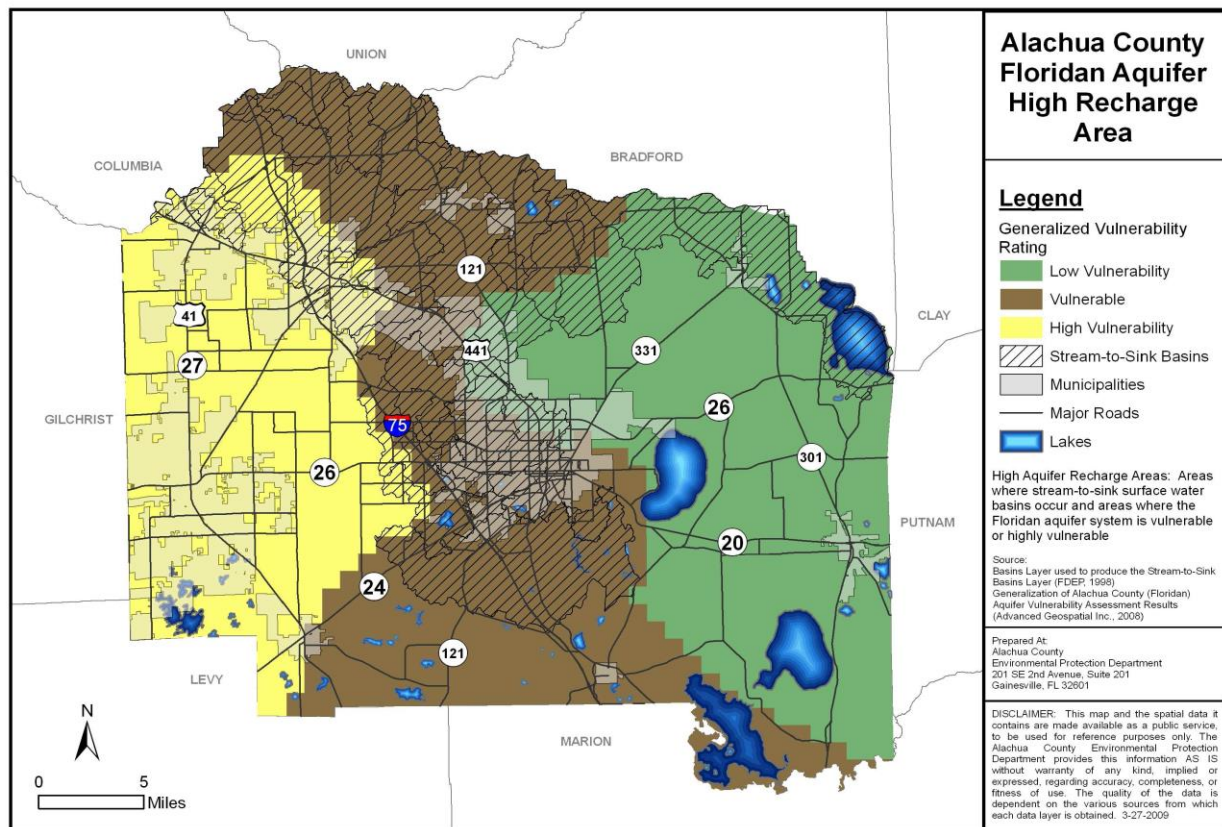 UNION
COLUMBIA
BRADFORD
121
41
CLAY
441
331
27
GILCHRIST
26
75
301
26
PUTNAM
20
24
121
LEVY
N
MARION
0 5
Miles
Alachua County
Floridan Aquifer
High Recharge
Area
Legend
Generalized Vulnerability
Rating
Low Vulnerability
Vulnerable
High Vulnerability
Stream-to-Sink Basins
Municipalities
Major Roads
Lakes
High Aquifer Recharge Areas: Areas
where stream-to-sink surface water
basins occur and areas where the
Floridan aquifer system is vulnerable
or highly vulnerable
Source:
Basins Layer used to produce the Stream-to-Sink
Basins Layer (FDEP, 1998)
Generalization of Alachua County (Floridan)
Aquifer Vulnerability Assessment Results
(Advanced Geospatial Inc., 2008)
Prepared At:
Alachua County
Environmental Protection Department
201 SE 2nd Avenue, Suite 201
Gainesville, FL 32601
DISCLAIMER: This map and the spatial data it
contains are made available as a public service,
to be used for reference purposes only. The
Alachua County Environmental Protection
Department provides this information AS IS
without warranty of any kind, implied or
expressed, regarding accuracy, completeness, or
fitness of use. The quality of the data is
dependent on the various sources from which
each data layer is obtained. 3-27-2009